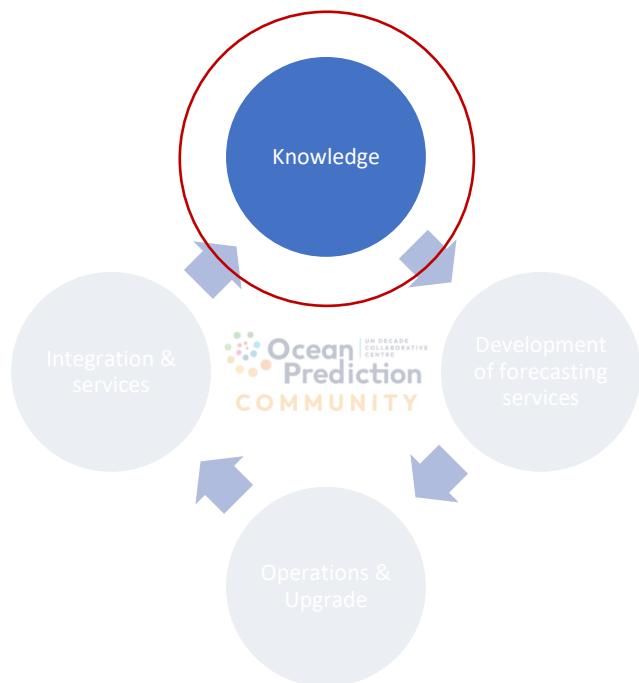 Knowledge
Integration &
services
Ocean
Prediction
COMMUNITY
UN DECADE
COLLABORATIVE
CENTRE
Development
of forecasting
services
Operations &
Upgrade